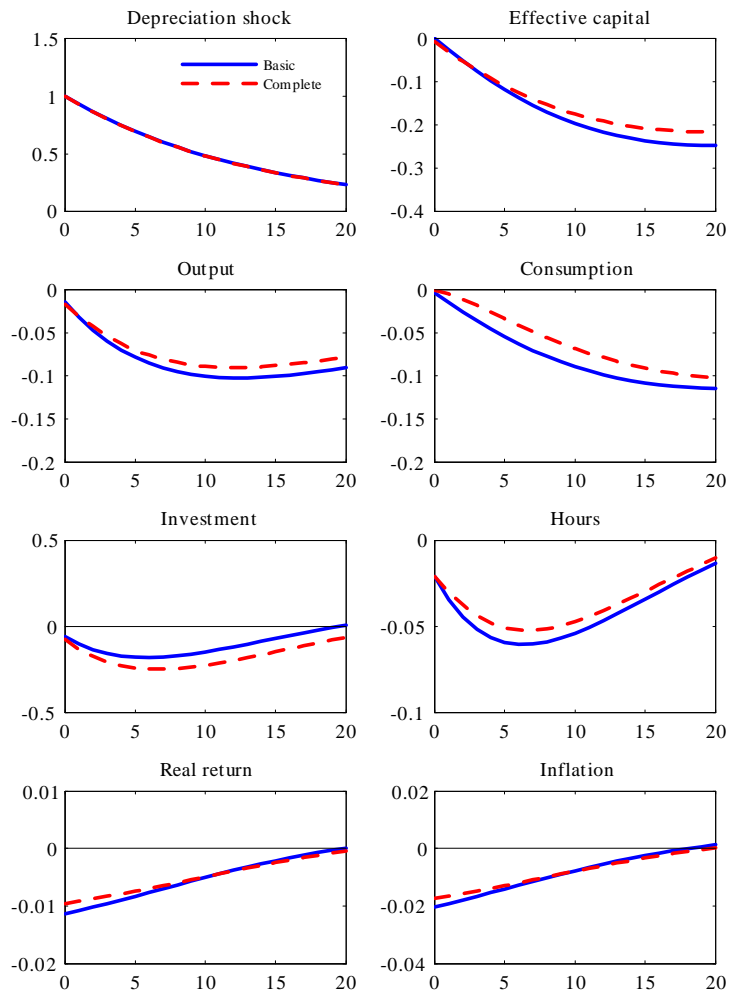 Depreciation shock
1.5
1
0.5
0
0 5 10 15 20
Basic
Complete
Effective capital
0
-0.1
-0.2
-0.3
-0.4
0 5 10 15 20
Output
0
-0.05
-0.1
-0.15
-0.2
0 5 10 15 20
Consumption
0
-0.05
-0.1
-0.15
-0.2
0 5 10 15 20
Investment
0.5
0
-0.5
0 5 10 15 20
Hours
0
-0.05
-0.1
0 5 10 15 20
Real return
0.01
0
-0.01
-0.02
0 5 10 15 20
Inflation
0.02
0
-0.02
-0.04
0 5 10 15 20